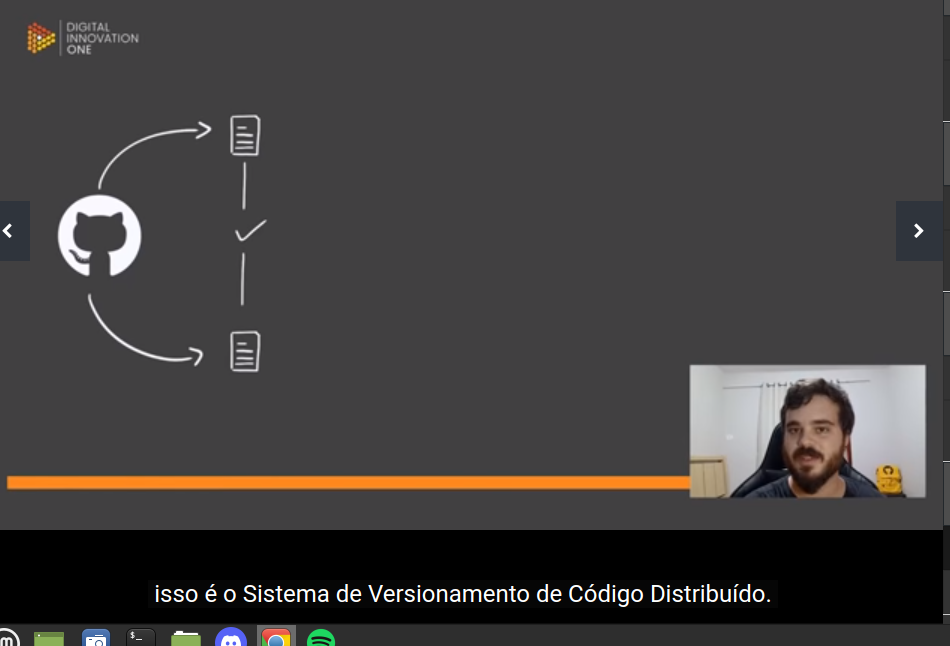 DIGITAL
INNOVATION
ONE
isso é o Sistema de Versionamento de Código Distribuído.
$_